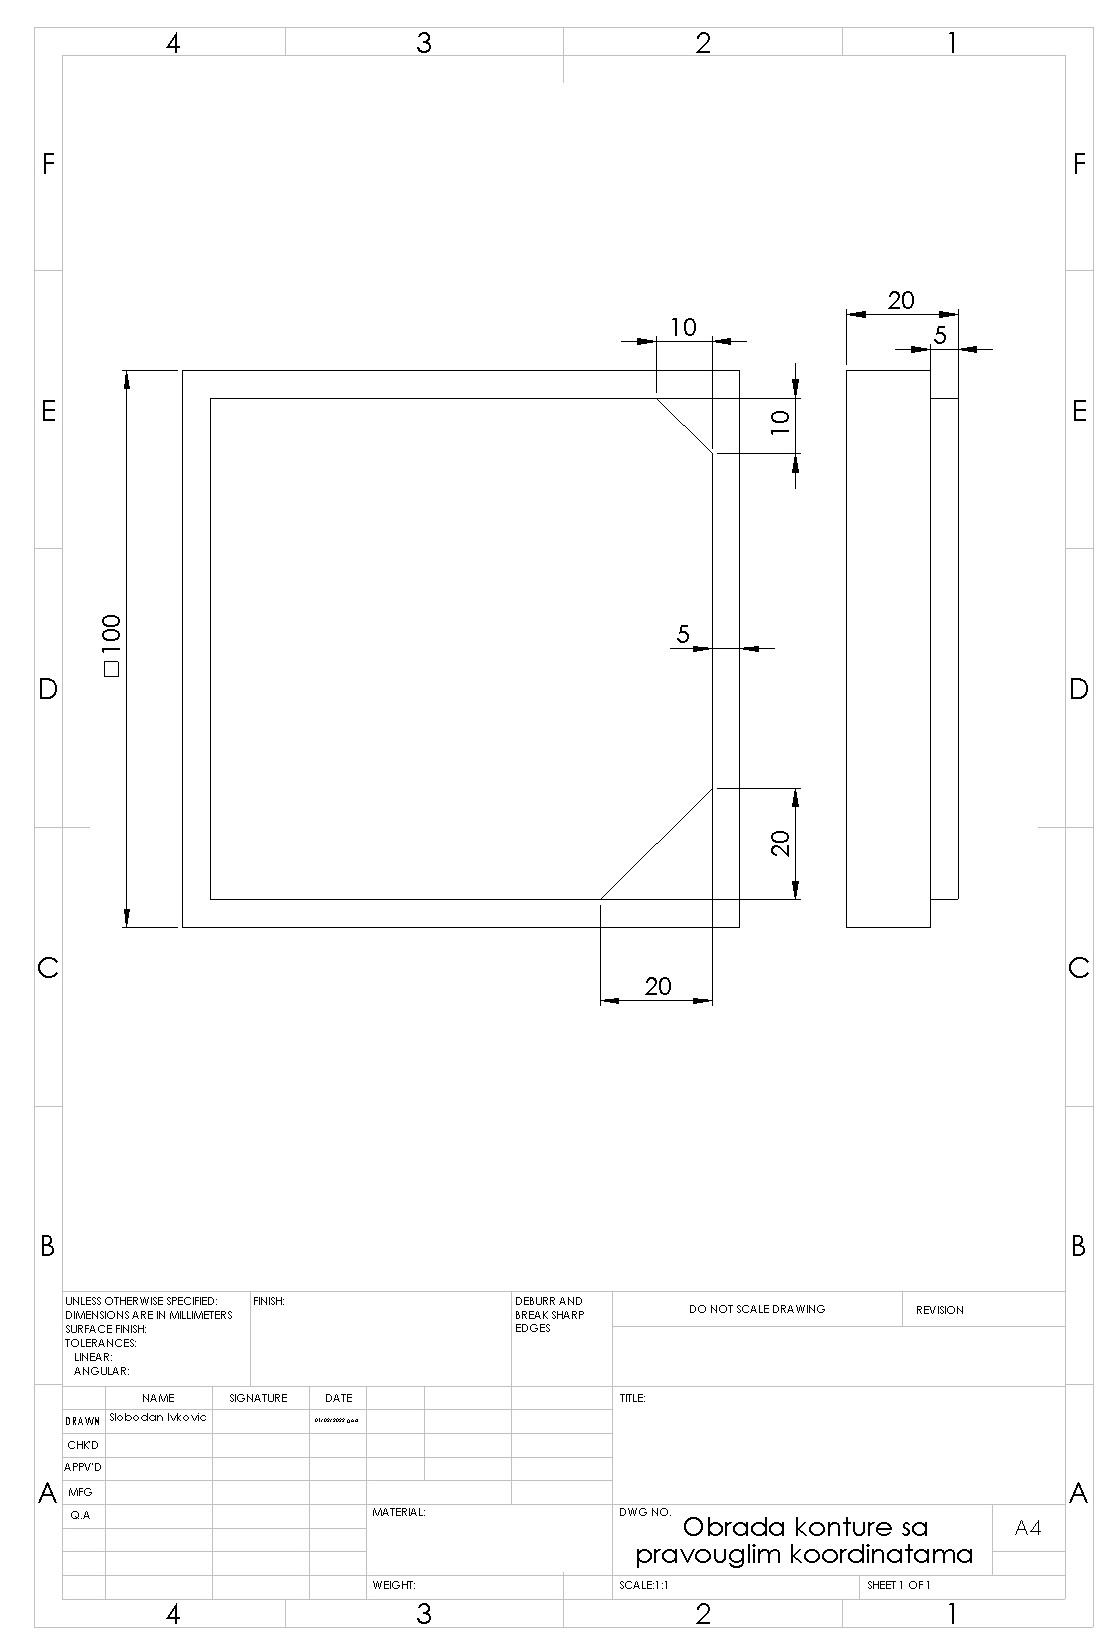 4 3 2 1
F F
20
10 5
E E
10
□100
5
D D
20
C C
20
B B
UNLESS OTHERWISE SPECIFIED: FINISH: DEBURR AND DO NOT SCALE DRAWING REVISION
DIMENSIONS ARE IN MILLIMETERS BREAK SHARP
SURFACE FINISH: EDGES
TOLERANCES:
LINEAR:
ANGULAR:
NAME SIGNATURE DATE TITLE:
DRAWN Slobodan Ivkovic
CHK'D
APPV'D
A MFG A
Q.A MATERIAL: DWG NO.
Obrada konture sa A4
pravouglim koordinatama
WEIGHT: SCALE:1:1 SHEET 1 OF 1
4 3 2 1